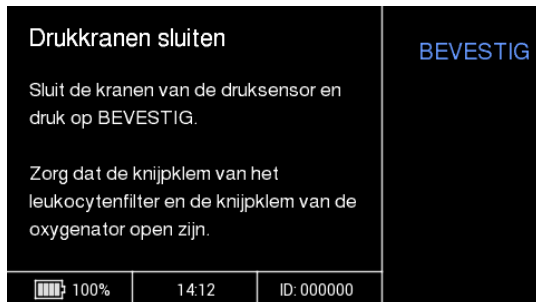 Drukkranen sluiten
BEVESTIG
Sluit de kranen van de druksensor en
druk op BEVESTIG.
Zorg dat de knijpklem van het
leukocytenfilter en de knijpklem van de
oxygenator open zijn.
100%
14:12
ID: 000000